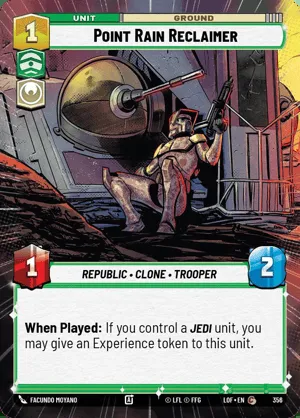 UNIT
GROUND
1
POINT RAIN RECLAIMER
1
REPUBLIC • CLONE • TROOPER
2
When Played: If you control a JEDI unit, you
may give an Experience token to this unit.
FACUNDO MOYANO
© LFL © FFG
LOF • EN
C
356